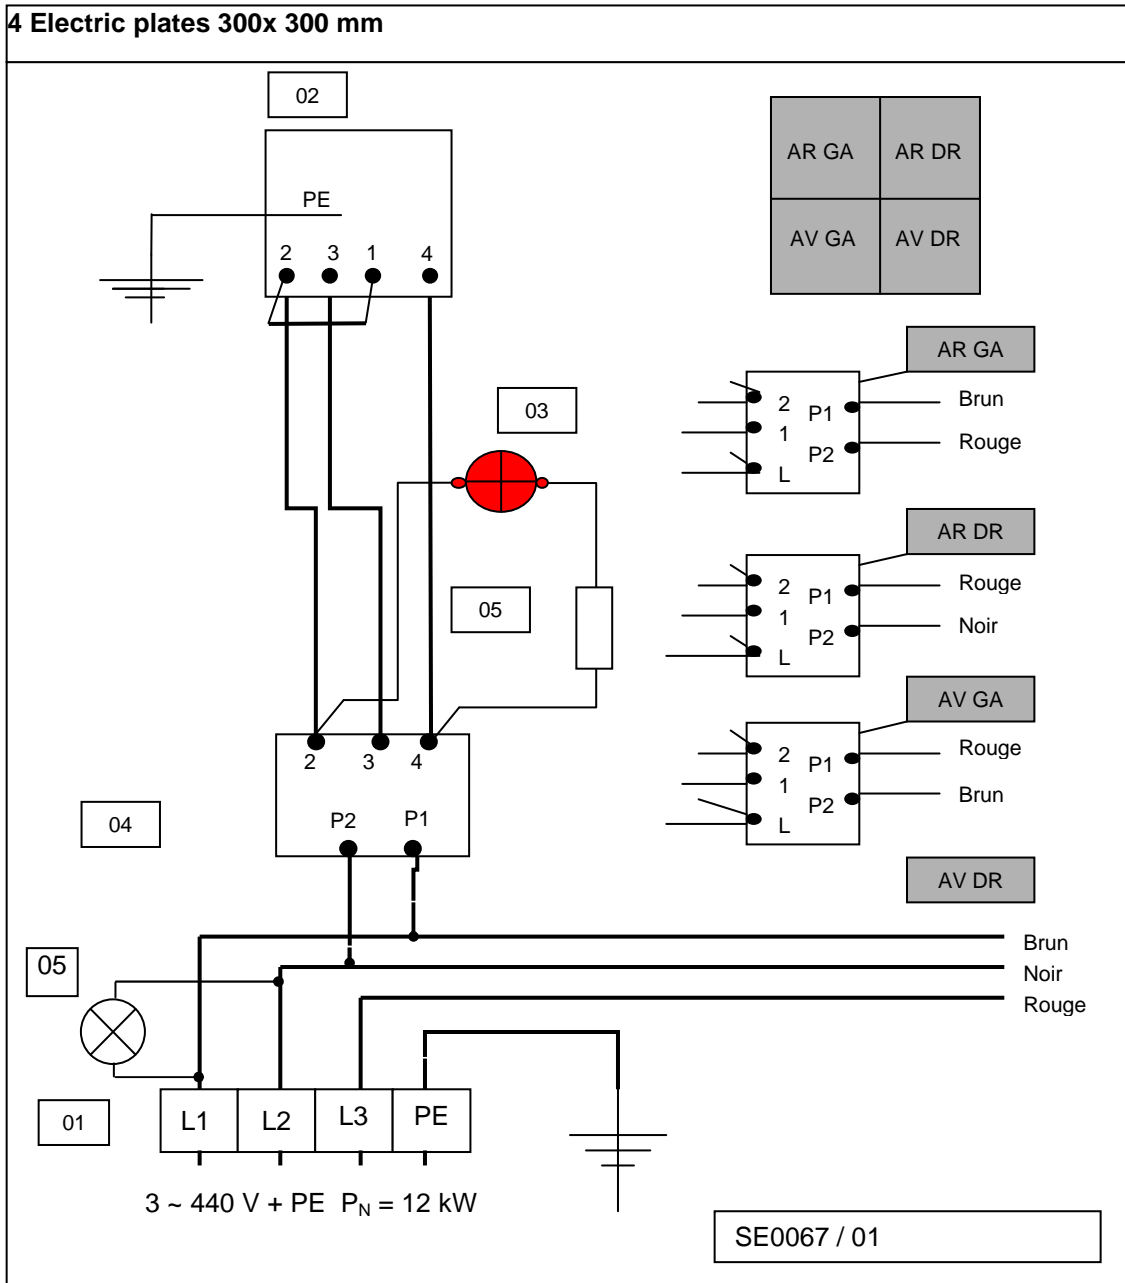 4 Electric plates 300x 300 mm
02
AR GA AR DR
AV GA AV DR
PE
2 3 1 4
AR GA
2 P1 Brun
1
P2 Rouge
L
03
AR DR
2 P1 Rouge
1
P2 Noir
L
05
AV GA
2 P1 Rouge
1
P2 Brun
L
2 3 4
04
P2 P1
AV DR
Brun
05
Noir
Rouge
01
L1 L2 L3 PE
3 ~ 440 V + PE PN = 12 kW
SE0067 / 01